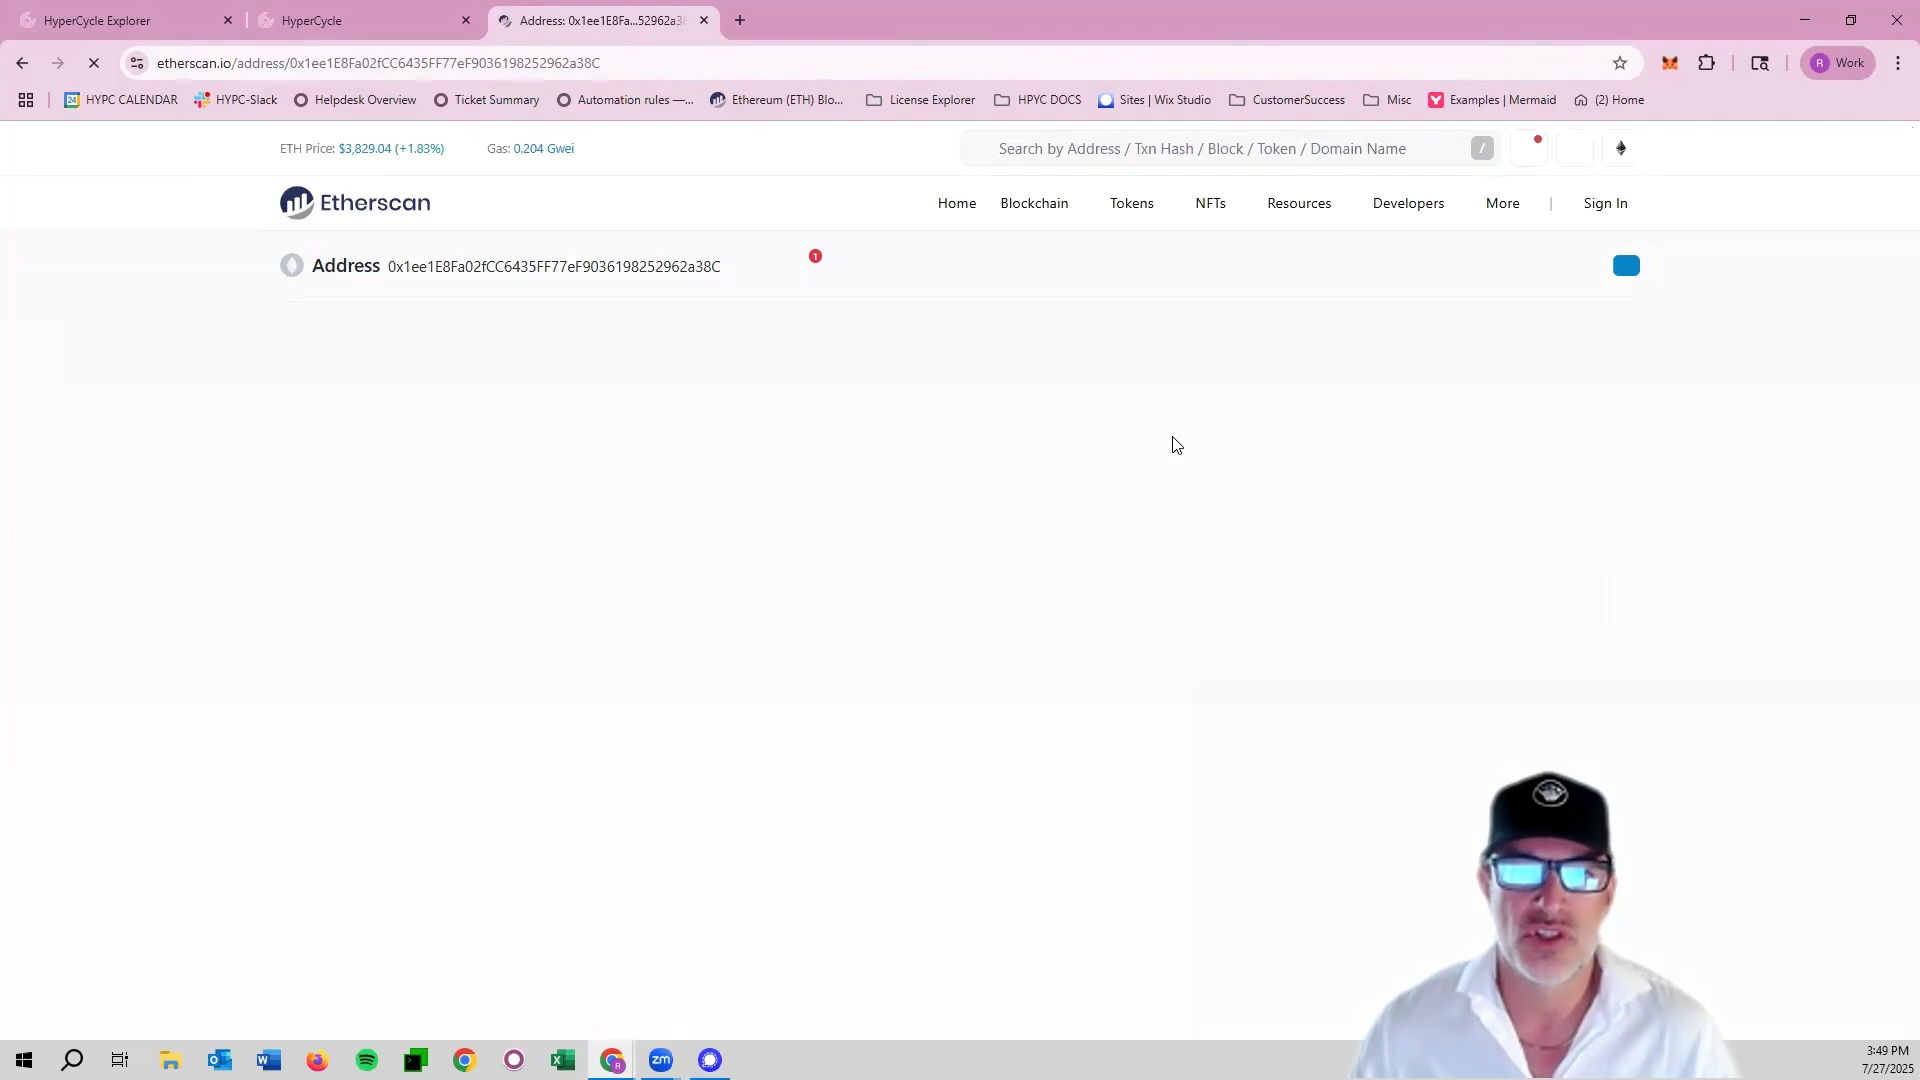 HyperCycle Explorer
HyperCycle
Address: 0x1ee1E8Fa...52962a38
etherscan.io/address/0x1ee1E8Fa02fCC6435FF77eF9036198252962a38C
R Work
HYPC CALENDAR
HYPC-Slack
Helpdesk Overview
Ticket Summary
Automation rules —...
Ethereum (ETH) Blo...
License Explorer
HPYC DOCS
Sites | Wix Studio
CustomerSuccess
Misc
Examples | Mermaid
(2) Home
ETH Price: $3,829.04 (+1.83%)
Gas: 0.204 Gwei
Search by Address / Txn Hash / Block / Token / Domain Name
/
Etherscan
Home
Blockchain
Tokens
NFTs
Resources
Developers
More
Sign In
Address 0x1ee1E8Fa02fCC6435FF77eF9036198252962a38C
1
zm
3:49 PM
7/27/2025